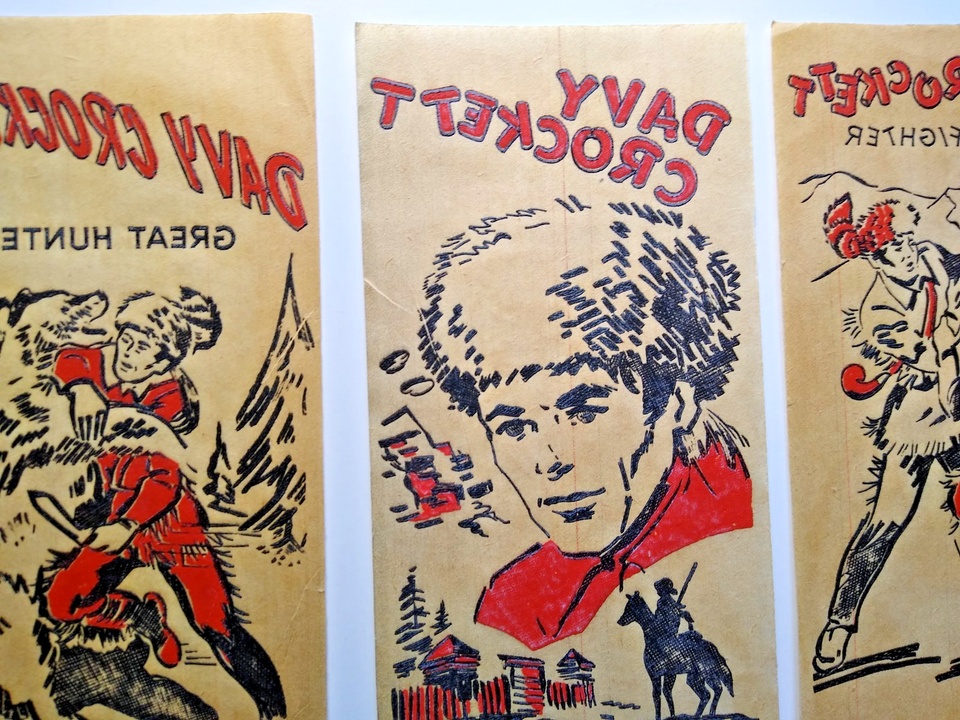 DAVY CROCK
GREAT HUNTE
DAVY
CROCKETT
ROCKETT
FIGHTER